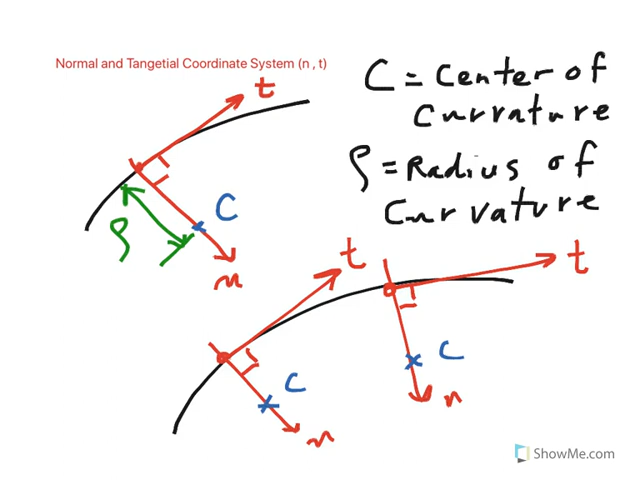 Normal and Tangetial Coordinate System (n , t)
C = Center of
Curvature
ρ = Radius of
Curvature
t
C
ρ
n
t
t
C
n
C
n
ShowMe.com